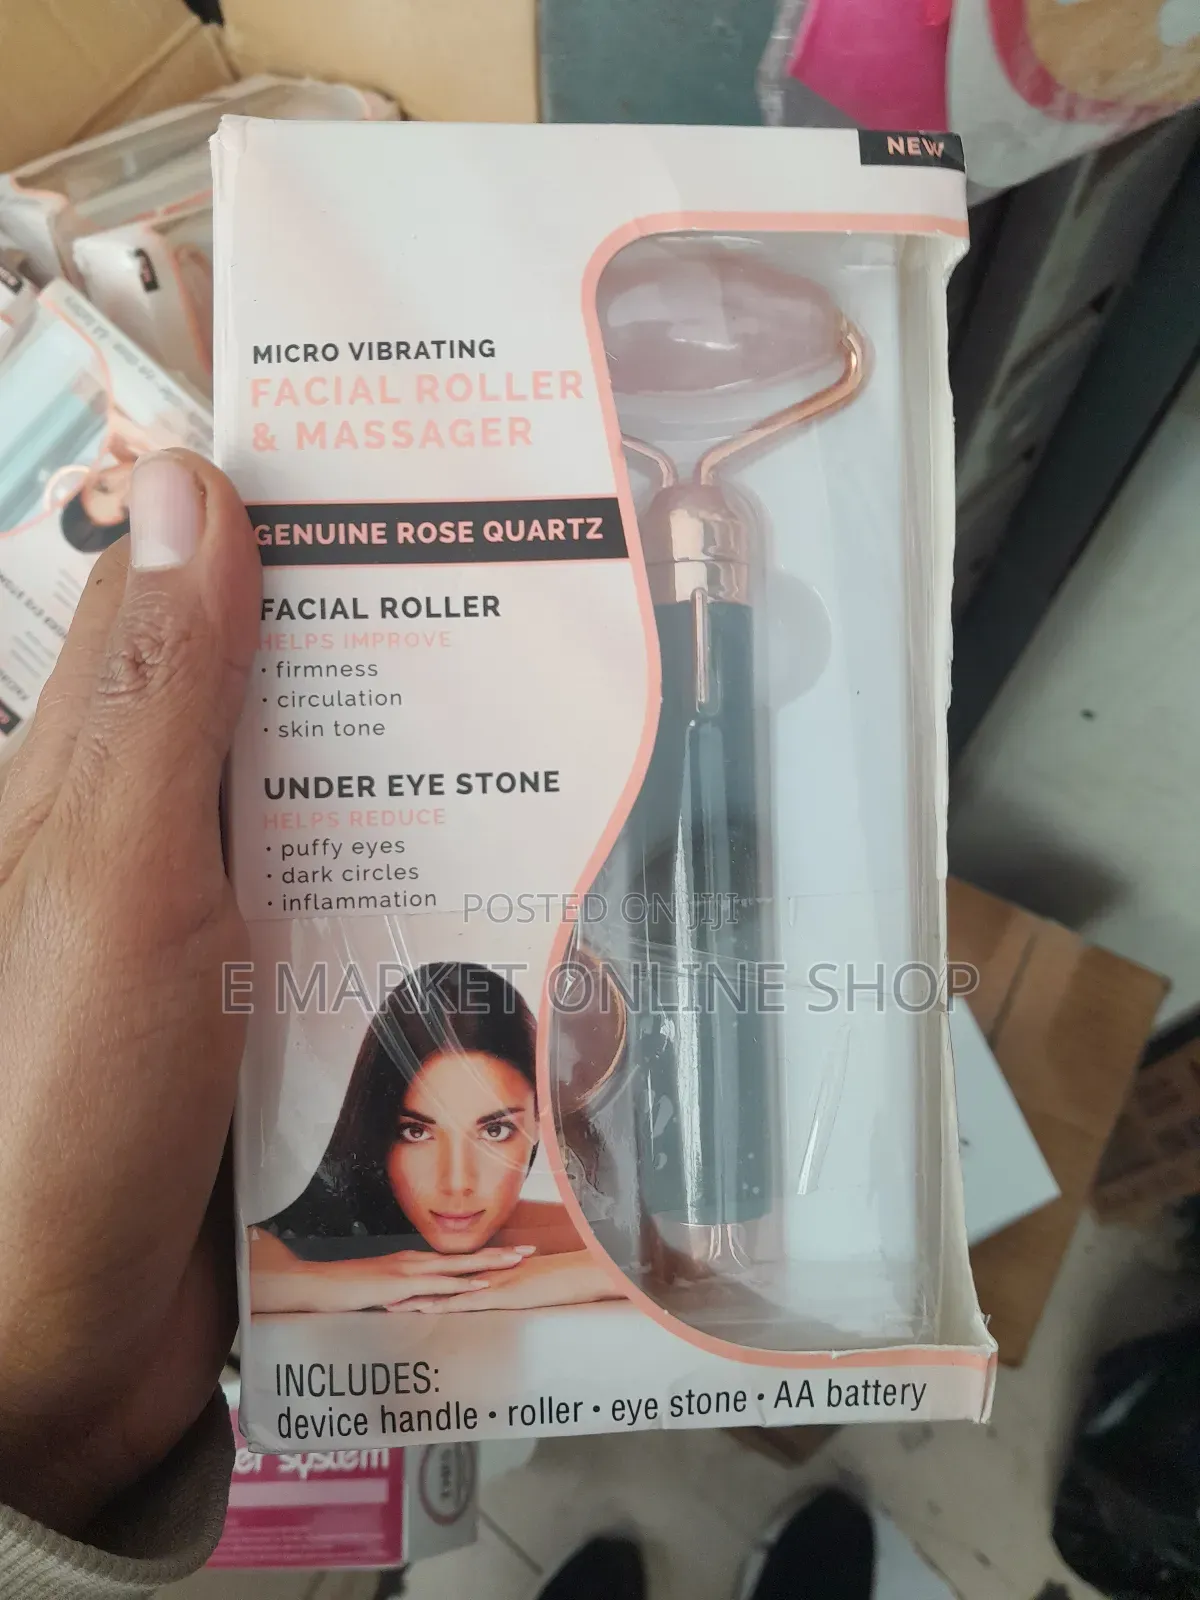 NEW
MICRO VIBRATING
FACIAL ROLLER
& MASSAGER
GENUINE ROSE QUARTZ
FACIAL ROLLER
HELPS IMPROVE
• firmness
• circulation
• skin tone
UNDER EYE STONE
HELPS REDUCE
• puffy eyes
• dark circles
• inflammation
POSTED ON JIJI
E MARKET ONLINE SHOP
INCLUDES:
device handle • roller • eye stone • AA battery
er system